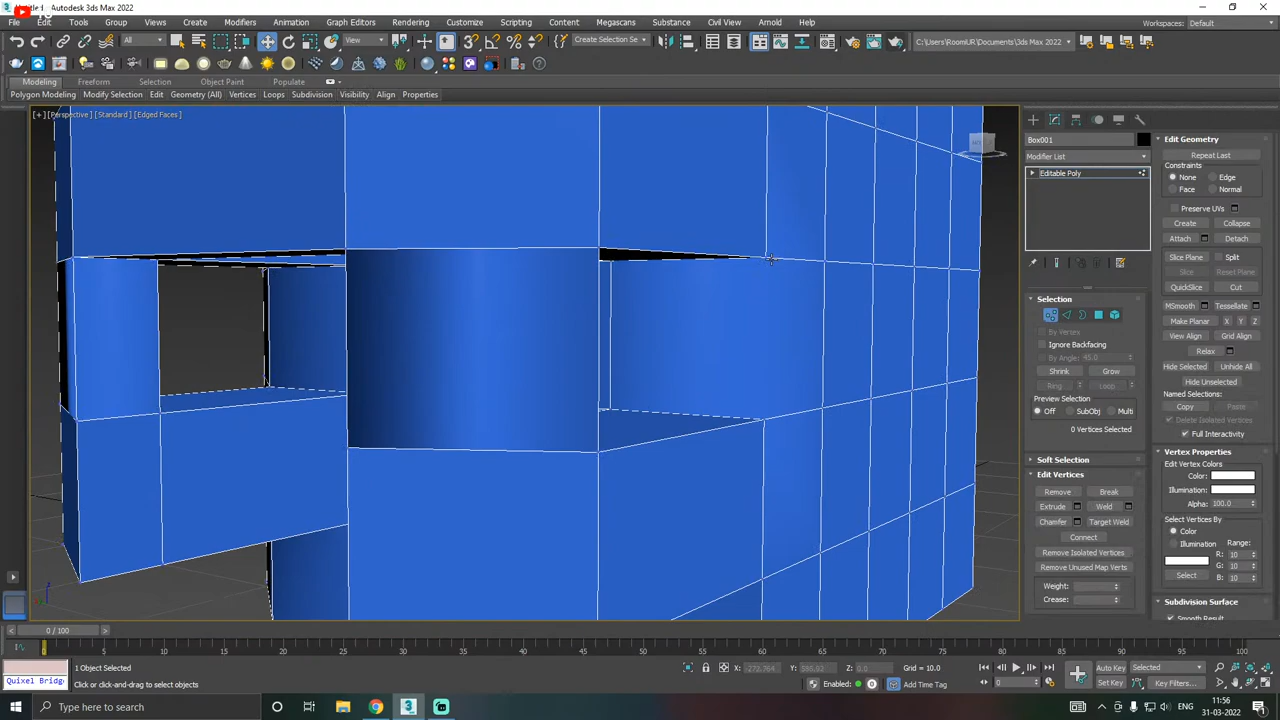 Untitled - Autodesk 3ds Max 2022
File Edit Tools Group Views Create Modifiers Animation Graph Editors Rendering Customize Scripting Content Megascans Substance Civil View Arnold Help
Workspaces: Default
All View Create Selection Se C:\Users\RoomUR\Documents\3ds Max 2022
Modeling Freeform Selection Object Paint Populate
Polygon Modeling Modify Selection Edit Geometry (All) Vertices Loops Subdivision Visibility Align Properties
[+] [Perspective] [Standard] [Edged Faces]
Box001
Modifier List
Editable Poly
Selection
By Vertex
Ignore Backfacing
By Angle: 45.0
Shrink Grow
Ring Loop
Preview Selection
Off SubObj Multi
0 Vertices Selected
Soft Selection
Edit Vertices
Remove Break
Extrude Weld
Chamfer Target Weld
Connect
Remove Isolated Vertices
Remove Unused Map Verts
Weight:
Crease:
Edit Geometry
Repeat Last
Constraints
None Edge
Face Normal
Preserve UVs
Create Collapse
Attach Detach
Slice Plane Split
Slice Reset Plane
QuickSlice Cut
MSmooth Tessellate
Make Planar X Y Z
View Align Grid Align
Relax
Hide Selected Unhide All
Hide Unselected
Named Selections:
Copy Paste
Delete Isolated Vertices
Full Interactivity
Vertex Properties
Edit Vertex Colors
Color:
Illumination:
Alpha: 100.0
Select Vertices By
Color
Illumination Range:
R: 10
G: 10
B: 10
Select
Subdivision Surface
Smooth Result
0 / 100
0 5 10 15 20 25 30 35 40 45 50 55 60 65 70 75 80 85 90 95 100
1 Object Selected
Click or click-and-drag to select objects
Quixel Bridge
X: -272.764 Y: 585.92 Z: 0.0 Grid = 10.0
Enabled: Add Time Tag
Auto Key Selected
Set Key Key Filters...
0
Type here to search
ENG
11:56
31-03-2022